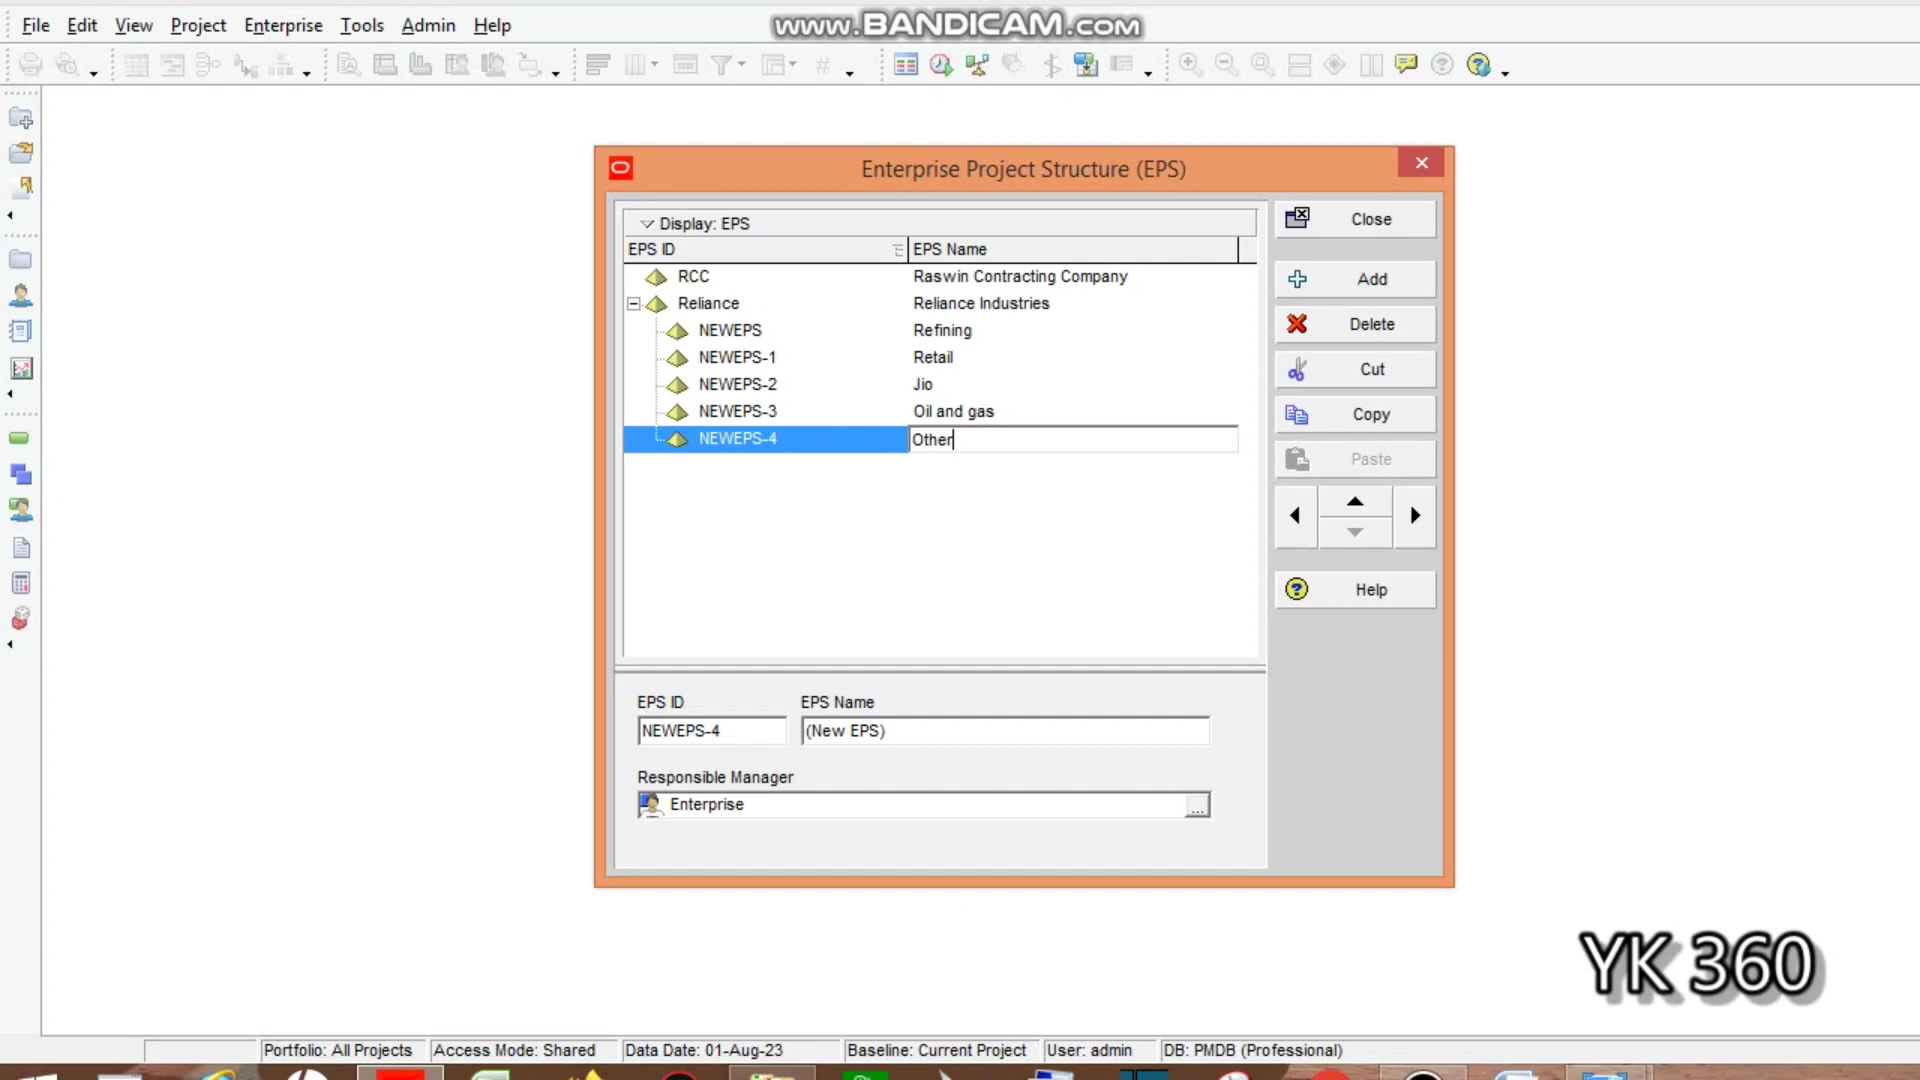 File Edit View Project Enterprise Tools Admin Help
www.BANDICAM.com
Enterprise Project Structure (EPS)
Display: EPS
EPS ID EPS Name
RCC Raswin Contracting Company
Reliance Reliance Industries
NEWEPS Refining
NEWEPS-1 Retail
NEWEPS-2 Jio
NEWEPS-3 Oil and gas
NEWEPS-4 Other
Close
Add
Delete
Cut
Copy
Paste
Help
EPS ID EPS Name
NEWEPS-4 (New EPS)
Responsible Manager
Enterprise ...
YK 360
Portfolio: All Projects Access Mode: Shared Data Date: 01-Aug-23 Baseline: Current Project User: admin DB: PMDB (Professional)